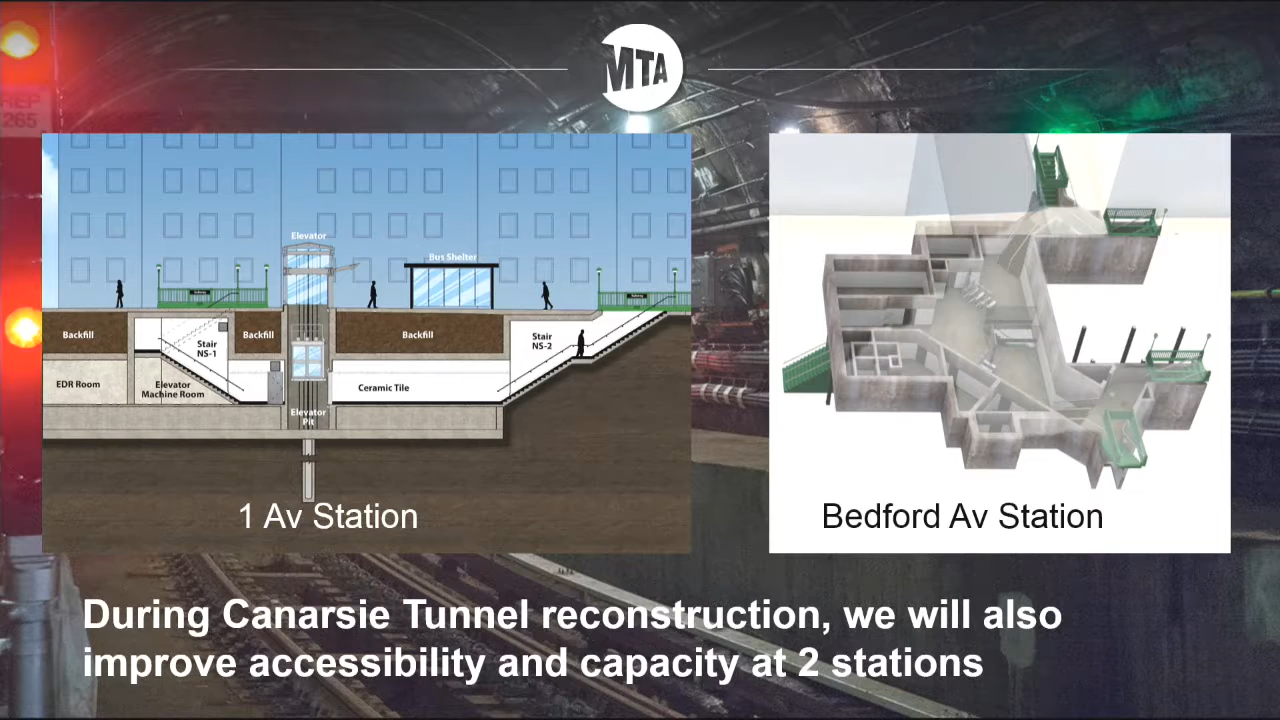 MTA
REP
265
Elevator
Bus Shelter
Backfill
Stair
NS-1
Backfill
Backfill
Stair
NS-2
EDR Room
Elevator
Machine Room
Ceramic Tile
Elevator
Pit
1 Av Station
Bedford Av Station
During Canarsie Tunnel reconstruction, we will also
improve accessibility and capacity at 2 stations